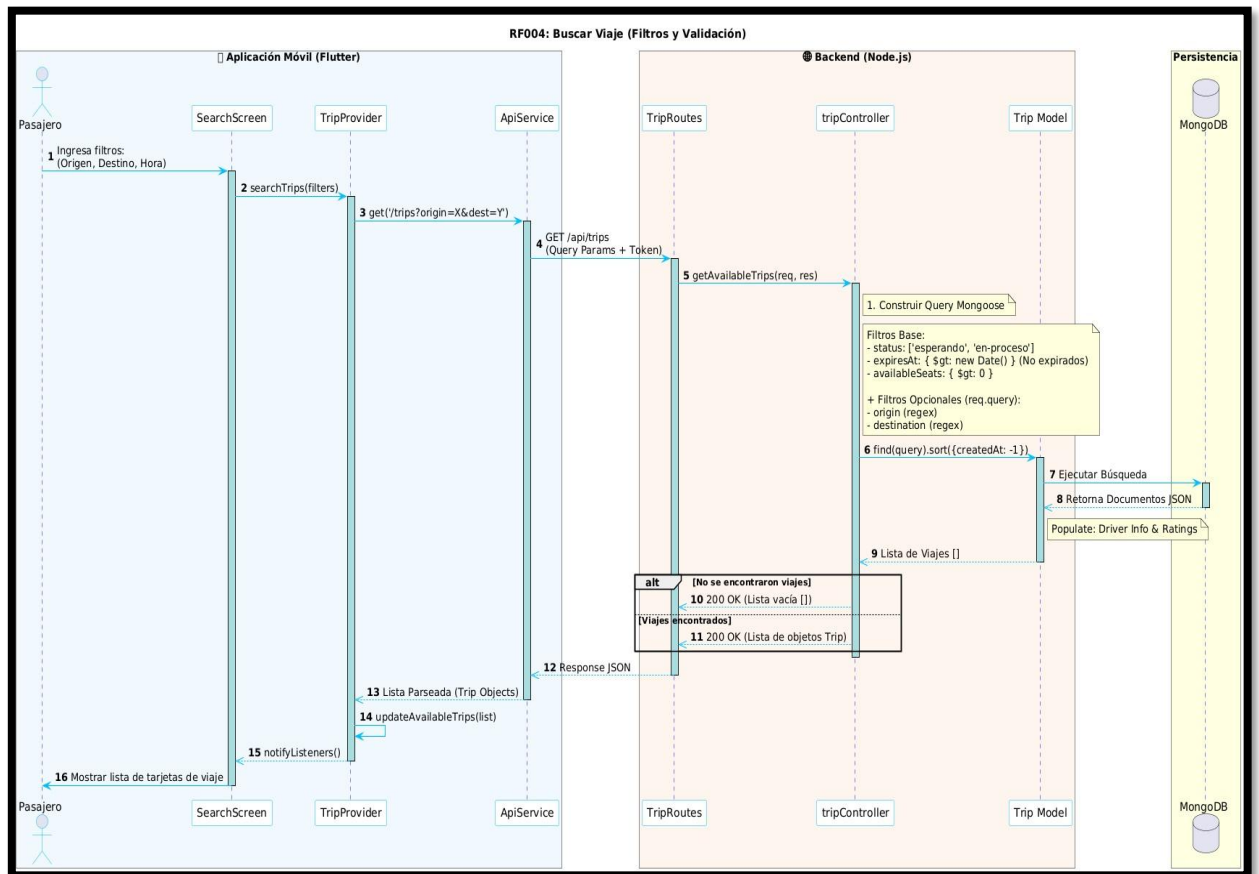 RF004: Buscar Viaje (Filtros y Validación)
Aplicación Móvil (Flutter)
Backend (Node.js)
Persistencia
Pasajero
SearchScreen
TripProvider
ApiService
TripRoutes
tripController
Trip Model
MongoDB
1 Ingresa filtros:
(Origen, Destino, Hora)
2 searchTrips(filters)
3 get('/trips?origin=X&dest=Y')
4 GET /api/trips
(Query Params + Token)
5 getAvailableTrips(req, res)
1. Construir Query Mongoose
Filtros Base:
- status: ['esperando', 'en-proceso']
- expiresAt: { $gt: new Date() } (No expirados)
- availableSeats: { $gt: 0 }
+ Filtros Opcionales (req.query):
- origin (regex)
- destination (regex)
6 find(query).sort({createdAt: -1})
7 Ejecutar Búsqueda
8 Retorna Documentos JSON
Populate: Driver Info & Ratings
9 Lista de Viajes []
alt [No se encontraron viajes]
10 200 OK (Lista vacía [])
[Viajes encontrados]
11 200 OK (Lista de objetos Trip)
12 Response JSON
13 Lista Parseada (Trip Objects)
14 updateAvailableTrips(list)
15 notifyListeners()
16 Mostrar lista de tarjetas de viaje
Pasajero
SearchScreen
TripProvider
ApiService
TripRoutes
tripController
Trip Model
MongoDB